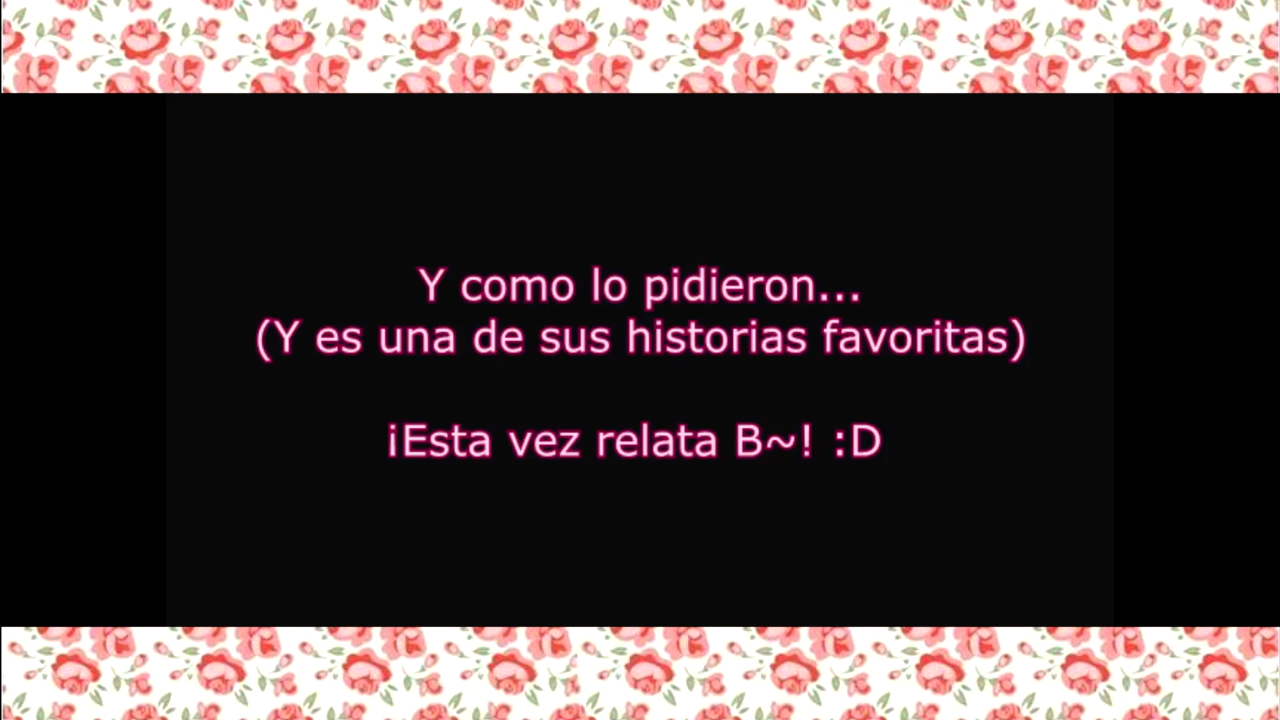 Y como lo pidieron...
(Y es una de sus historias favoritas)
¡Esta vez relata B~! :D